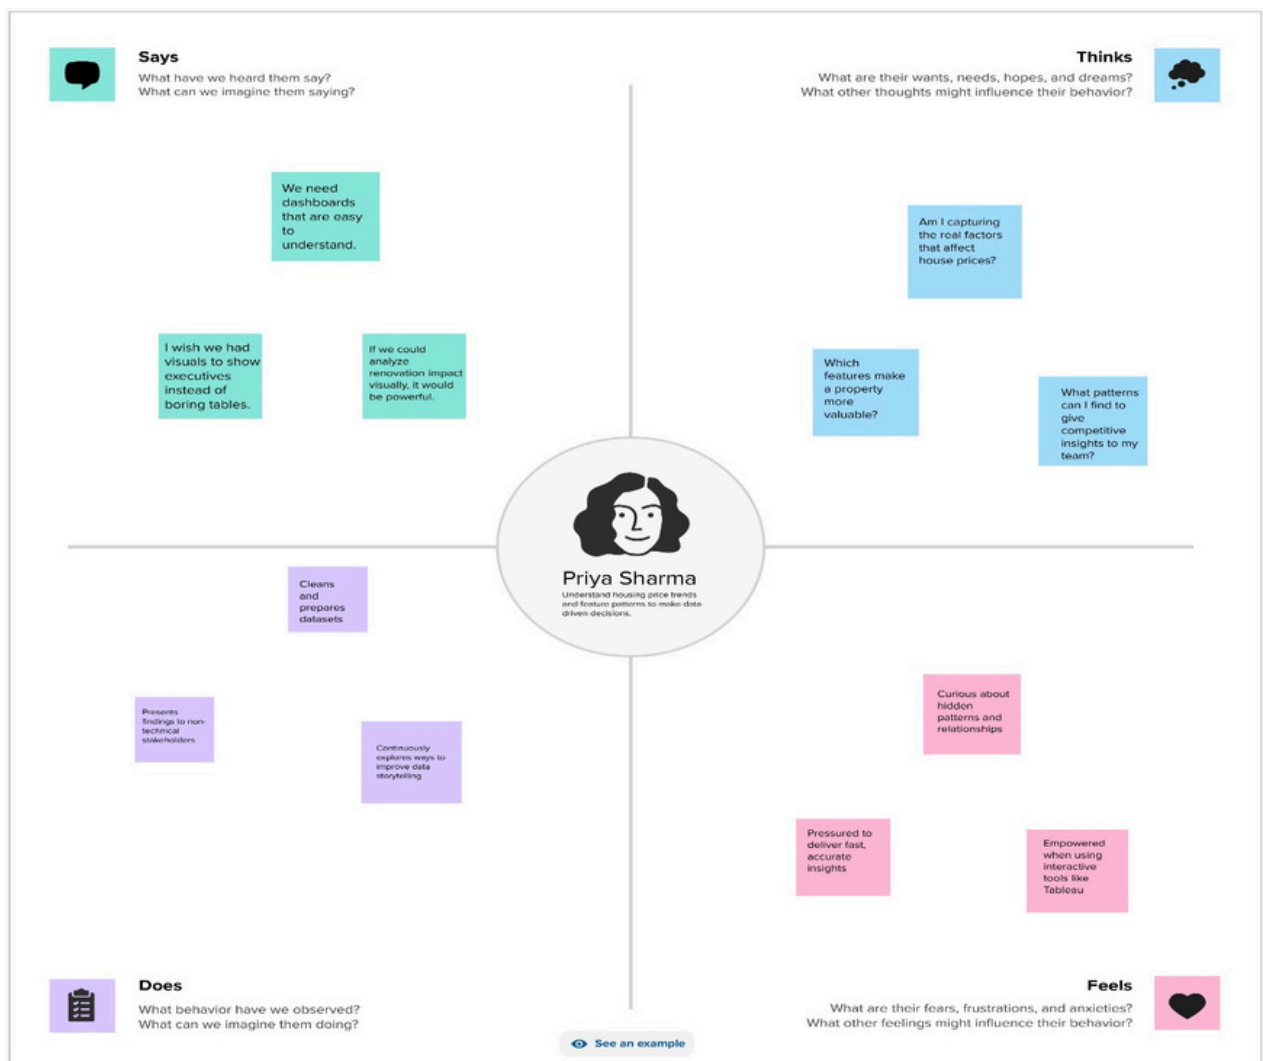 Says
What have we heard them say?
What can we imagine them saying?
Thinks
What are their wants, needs, hopes, and dreams?
What other thoughts might influence their behavior?
We need
dashboards
that are easy
to
understand.
I wish we had
visuals to show
executives
instead of
boring tables.
If we could
analyze
renovation impact
visually, it would
be powerful.
Am I capturing
the real factors
that affect
house prices?
Which
features make
a property
more
valuable?
What patterns
can I find to
give
competitive
insights to my
team?
Priya Sharma
Understand housing price trends
and feature patterns to make data-
driven decisions.
Cleans
and
prepares
datasets
Presents
findings to non-
technical
stakeholders
Continuously
explores ways to
improve data
storytelling
Curious about
hidden
patterns and
relationships
Pressured to
deliver fast,
accurate
insights
Empowered
when using
interactive
tools like
Tableau
Does
What behavior have we observed?
What can we imagine them doing?
Feels
What are their fears, frustrations, and anxieties?
What other feelings might influence their behavior?
See an example